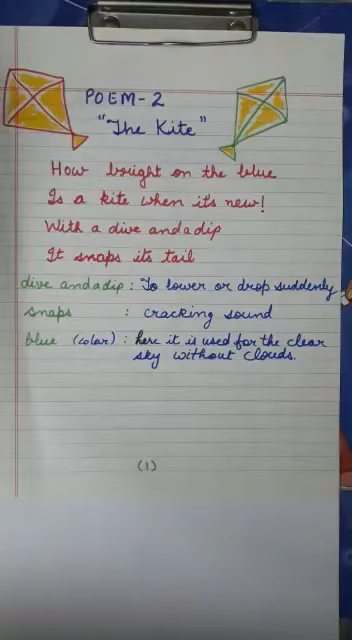 POEM-2
"The Kite"
How bright on the blue
Is a kite when it's new!
With a dive and a dip
It snaps its tail
dive and a dip : To lower or drop suddenly
snaps : cracking sound
blue (color) : here it is used for the clear
sky without clouds.
(1)